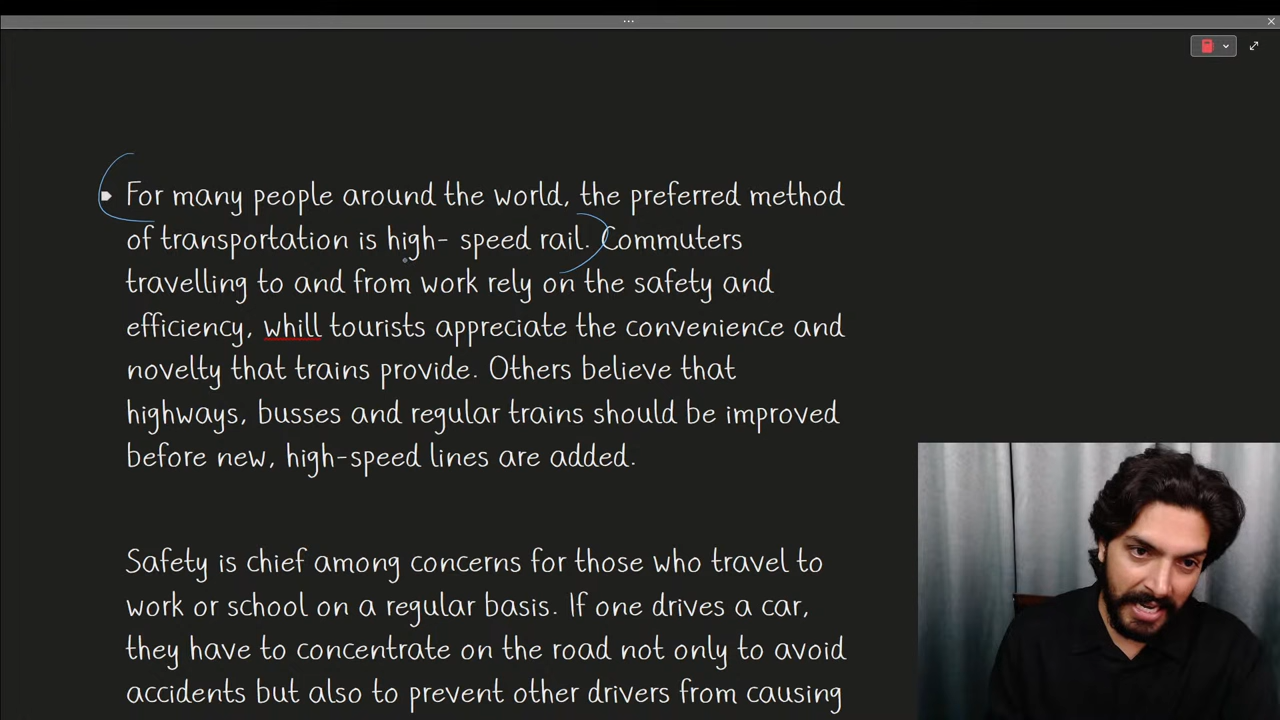 For many people around the world, the preferred method
of transportation is high- speed rail. Commuters
travelling to and from work rely on the safety and
efficiency, whill tourists appreciate the convenience and
novelty that trains provide. Others believe that
highways, busses and regular trains should be improved
before new, high-speed lines are added.
Safety is chief among concerns for those who travel to
work or school on a regular basis. If one drives a car,
they have to concentrate on the road not only to avoid
accidents but also to prevent other drivers from causing